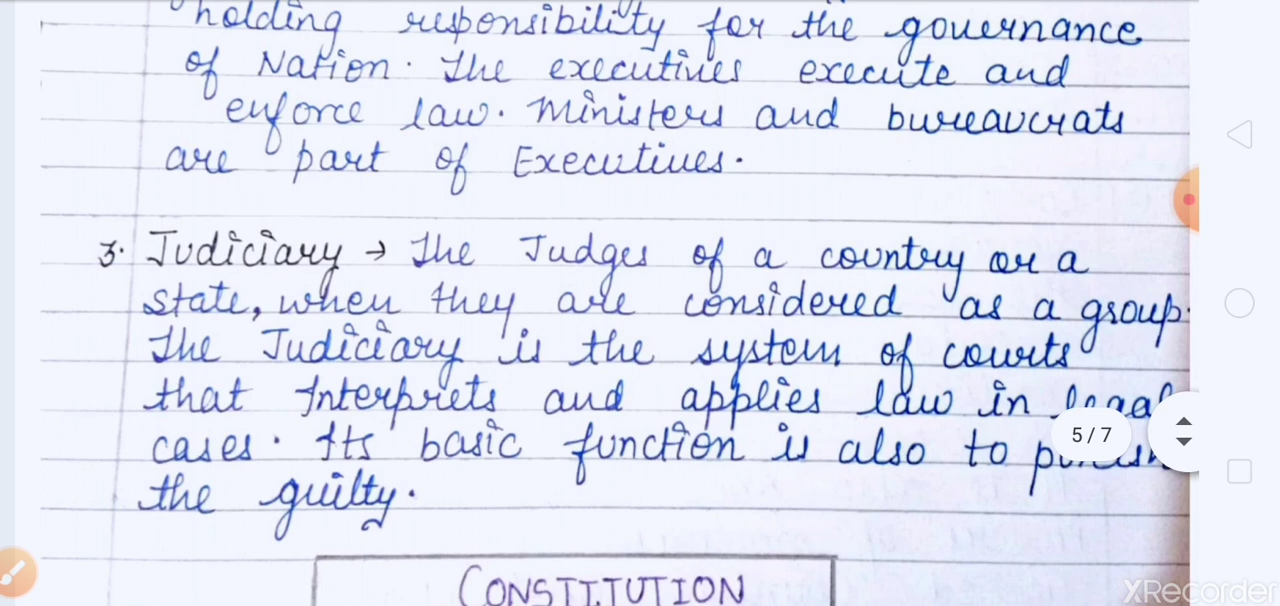 holding responsibility for the governance
of Nation. The executives execute and
enforce law. Ministers and bureaucrats
are part of Executives.
3. Judiciary → The Judges of a country or a
state, when they are considered as a group.
The Judiciary is the system of courts
that Interprets and applies law in legal
5/7
cases. Its basic function is also to punish
the guilty.
CONSTITUTION
XRecorder